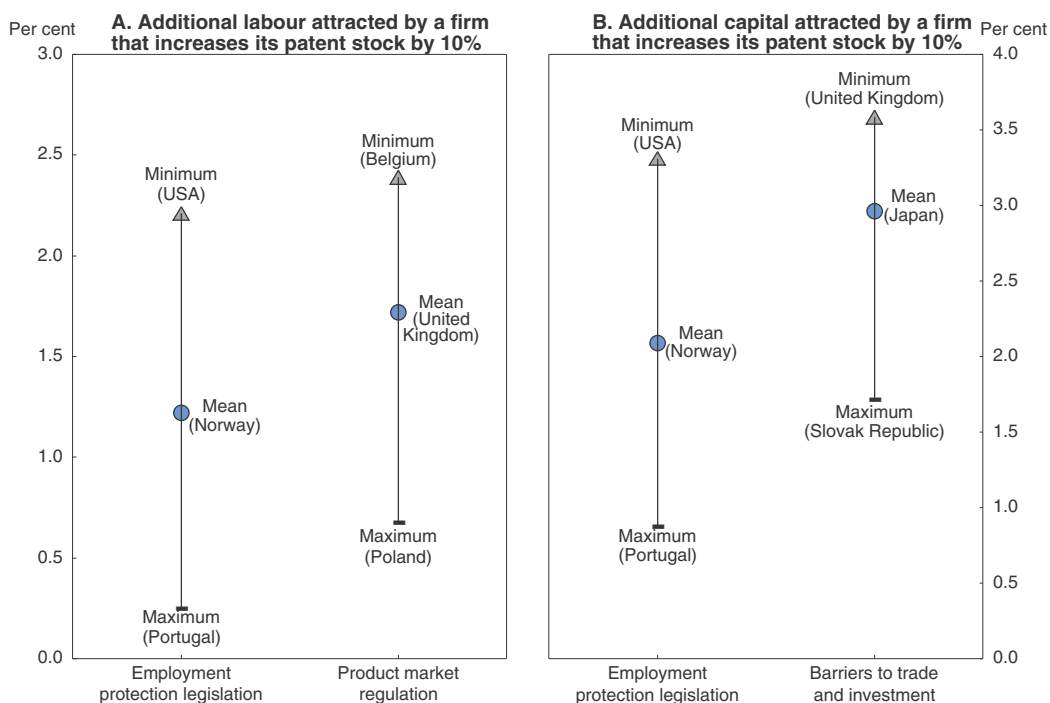 Per cent
A. Additional labour attracted by a firm
that increases its patent stock by 10%
3.0
2.5
2.0
1.5
1.0
0.5
0.0
Minimum
(USA)
Mean
(Norway)
Maximum
(Portugal)
Minimum
(Belgium)
Mean
(United
Kingdom)
Maximum
(Poland)
Employment
protection legislation
Product market
regulation
B. Additional capital attracted by a firm
that increases its patent stock by 10%
Per cent
4.0
3.5
3.0
2.5
2.0
1.5
1.0
0.5
0.0
Minimum
(USA)
Mean
(Norway)
Maximum
(Portugal)
Minimum
(United Kingdom)
Mean
(Japan)
Maximum
(Slovak Republic)
Employment
protection legislation
Barriers to trade
and investment